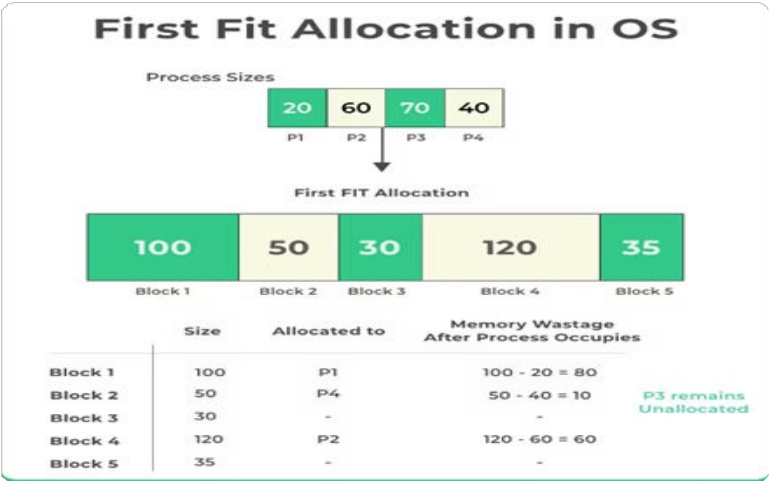 First Fit Allocation in OS
Process Sizes
20 60 70 40
P1 P2 P3 P4
First FIT Allocation
100 50 30 120 35
Block 1 Block 2 Block 3 Block 4 Block 5
Size Allocated to Memory Wastage
After Process Occupies
Block 1 100 P1 100 - 20 = 80
Block 2 50 P4 50 - 40 = 10
Block 3 30 - -
Block 4 120 P2 120 - 60 = 60
Block 5 35 - -
P3 remains
Unallocated